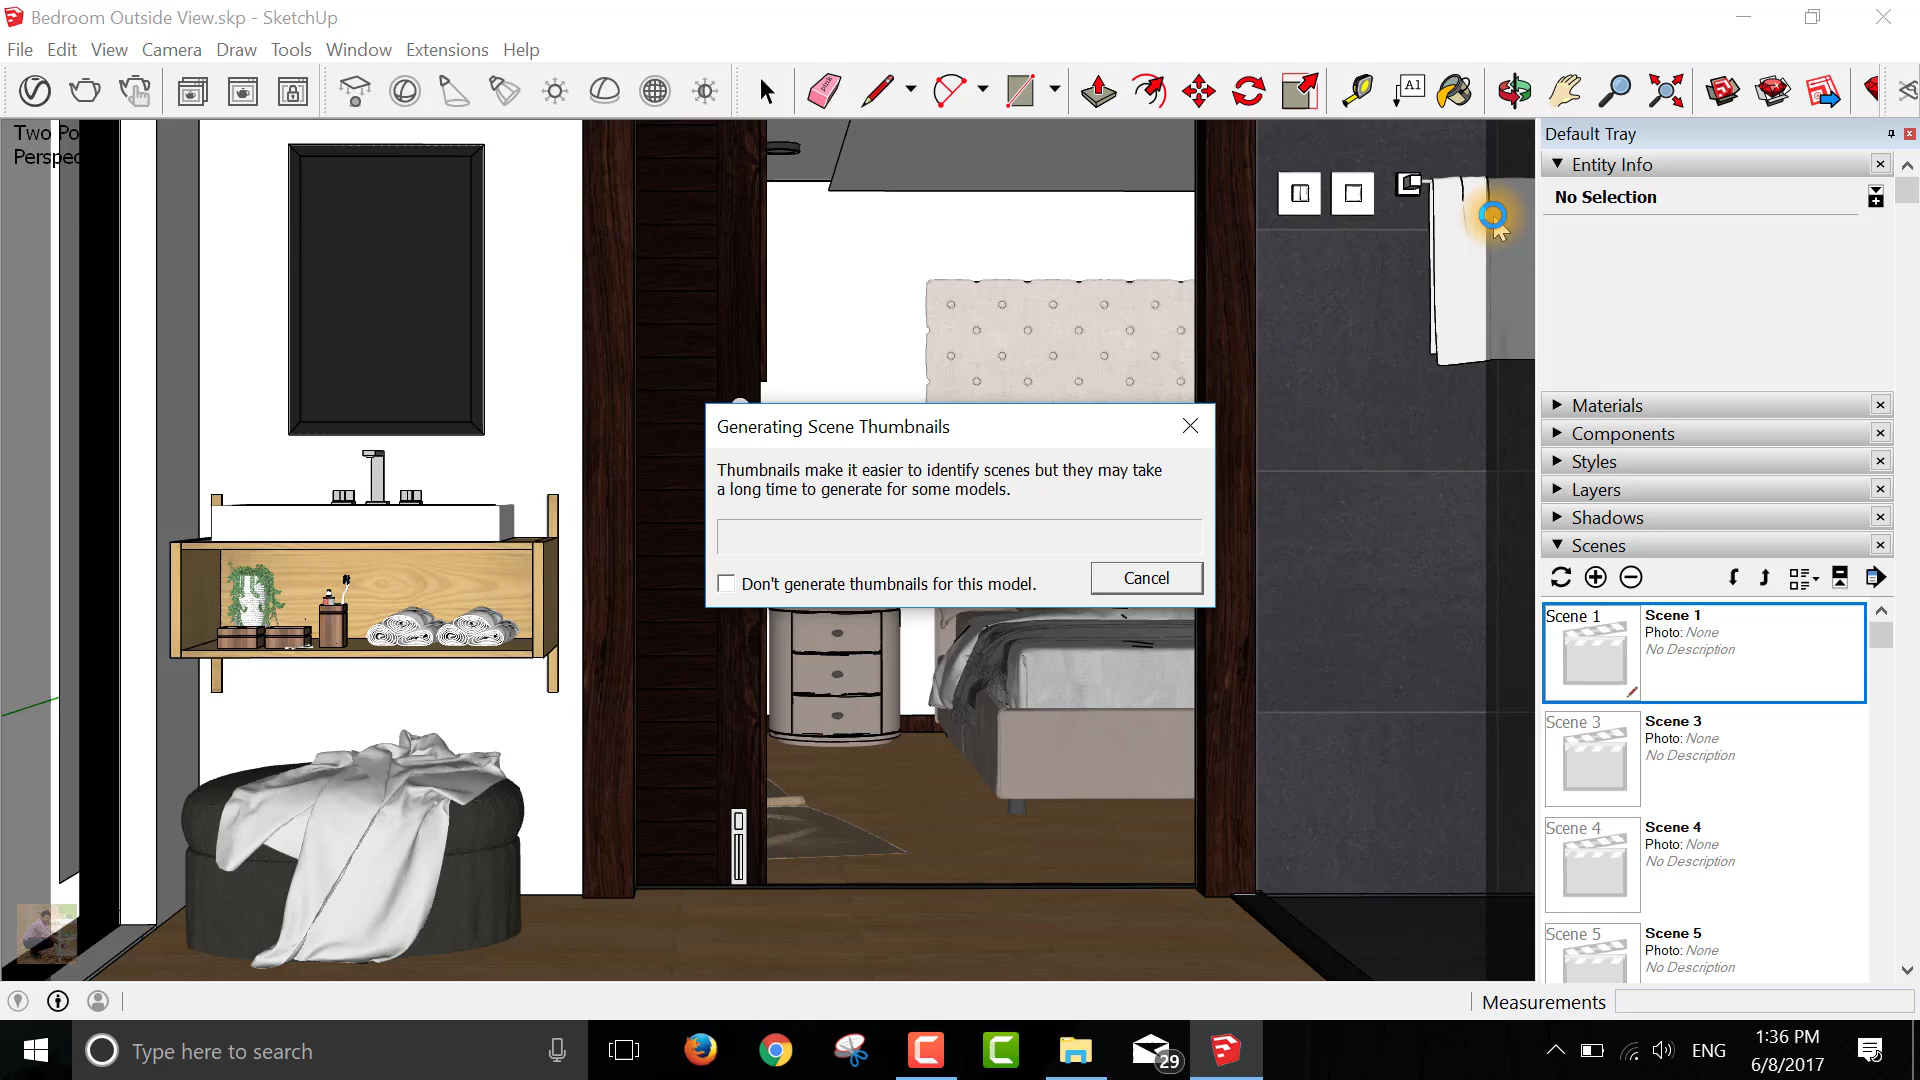 Bedroom Outside View.skp - SketchUp
File Edit View Camera Draw Tools Window Extensions Help
A1
Two Po
Perspec
Default Tray
Entity Info
No Selection
Generating Scene Thumbnails
Thumbnails make it easier to identify scenes but they may take
a long time to generate for some models.
Don't generate thumbnails for this model.
Cancel
Materials
Components
Styles
Layers
Shadows
Scenes
Scene 1
Scene 1
Photo: None
No Description
Scene 3
Scene 3
Photo: None
No Description
Scene 4
Scene 4
Photo: None
No Description
Scene 5
Scene 5
Photo: None
No Description
Measurements
Type here to search
29
ENG
1:36 PM
6/8/2017